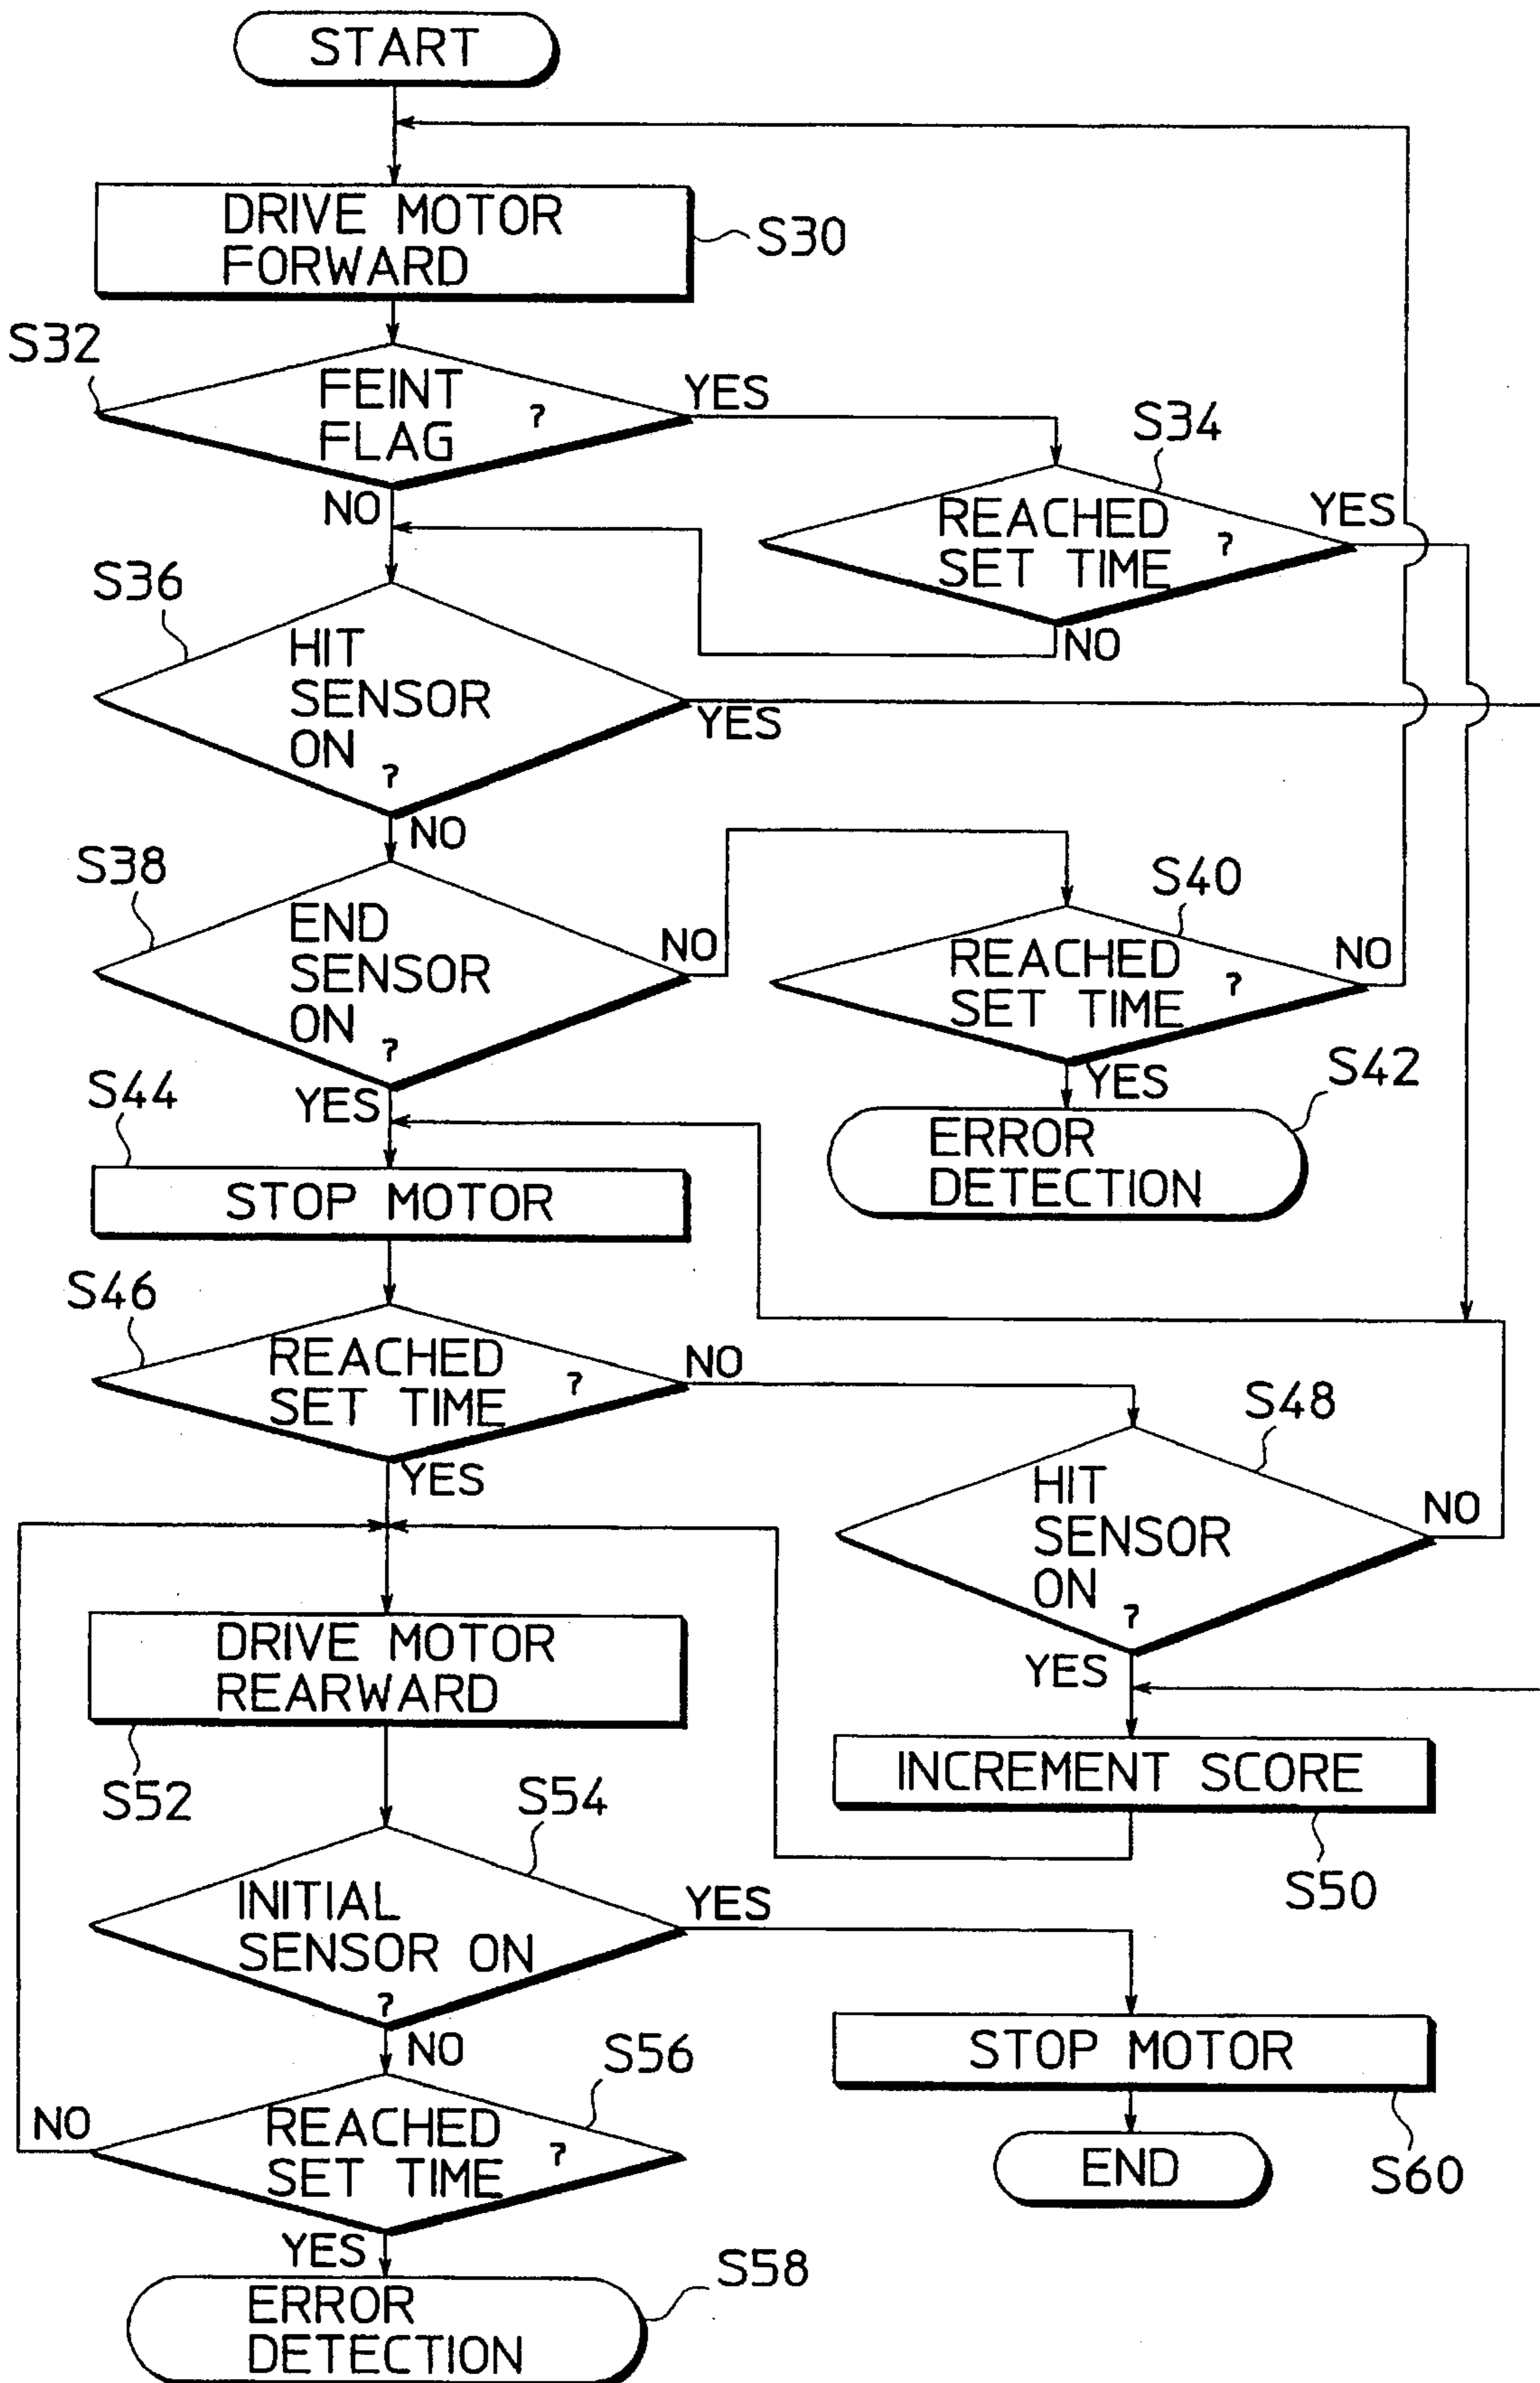 START
DRIVE MOTOR
FORWARD
S30
S32
FEINT
FLAG ?
YES
NO
S34
REACHED
SET TIME ?
YES
NO
S36
HIT
SENSOR
ON ?
YES
NO
S38
END
SENSOR
ON ?
NO
YES
S40
REACHED
SET TIME ?
NO
YES
S42
ERROR
DETECTION
S44
STOP MOTOR
S46
REACHED
SET TIME ?
NO
YES
S48
HIT
SENSOR
ON ?
NO
YES
DRIVE MOTOR
REARWARD
S52
INCREMENT SCORE
S50
S54
INITIAL
SENSOR ON
?
YES
NO
STOP MOTOR
S60
S56
REACHED
SET TIME ?
NO
YES
END
S58
ERROR
DETECTION